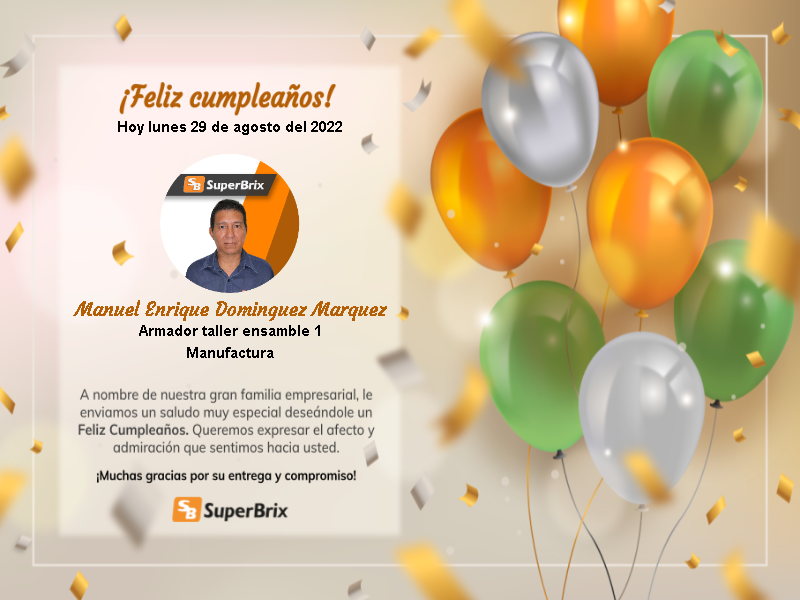 ¡Feliz cumpleaños!
Hoy lunes 29 de agosto del 2022
SB SuperBrix
Manuel Enrique Dominguez Marquez
Armador taller ensamble 1
Manufactura
A nombre de nuestra gran familia empresarial, le
enviamos un saludo muy especial deseándole un
Feliz Cumpleaños. Queremos expresar el afecto y
admiración que sentimos hacia usted.
¡Muchas gracias por su entrega y compromiso!
SB SuperBrix